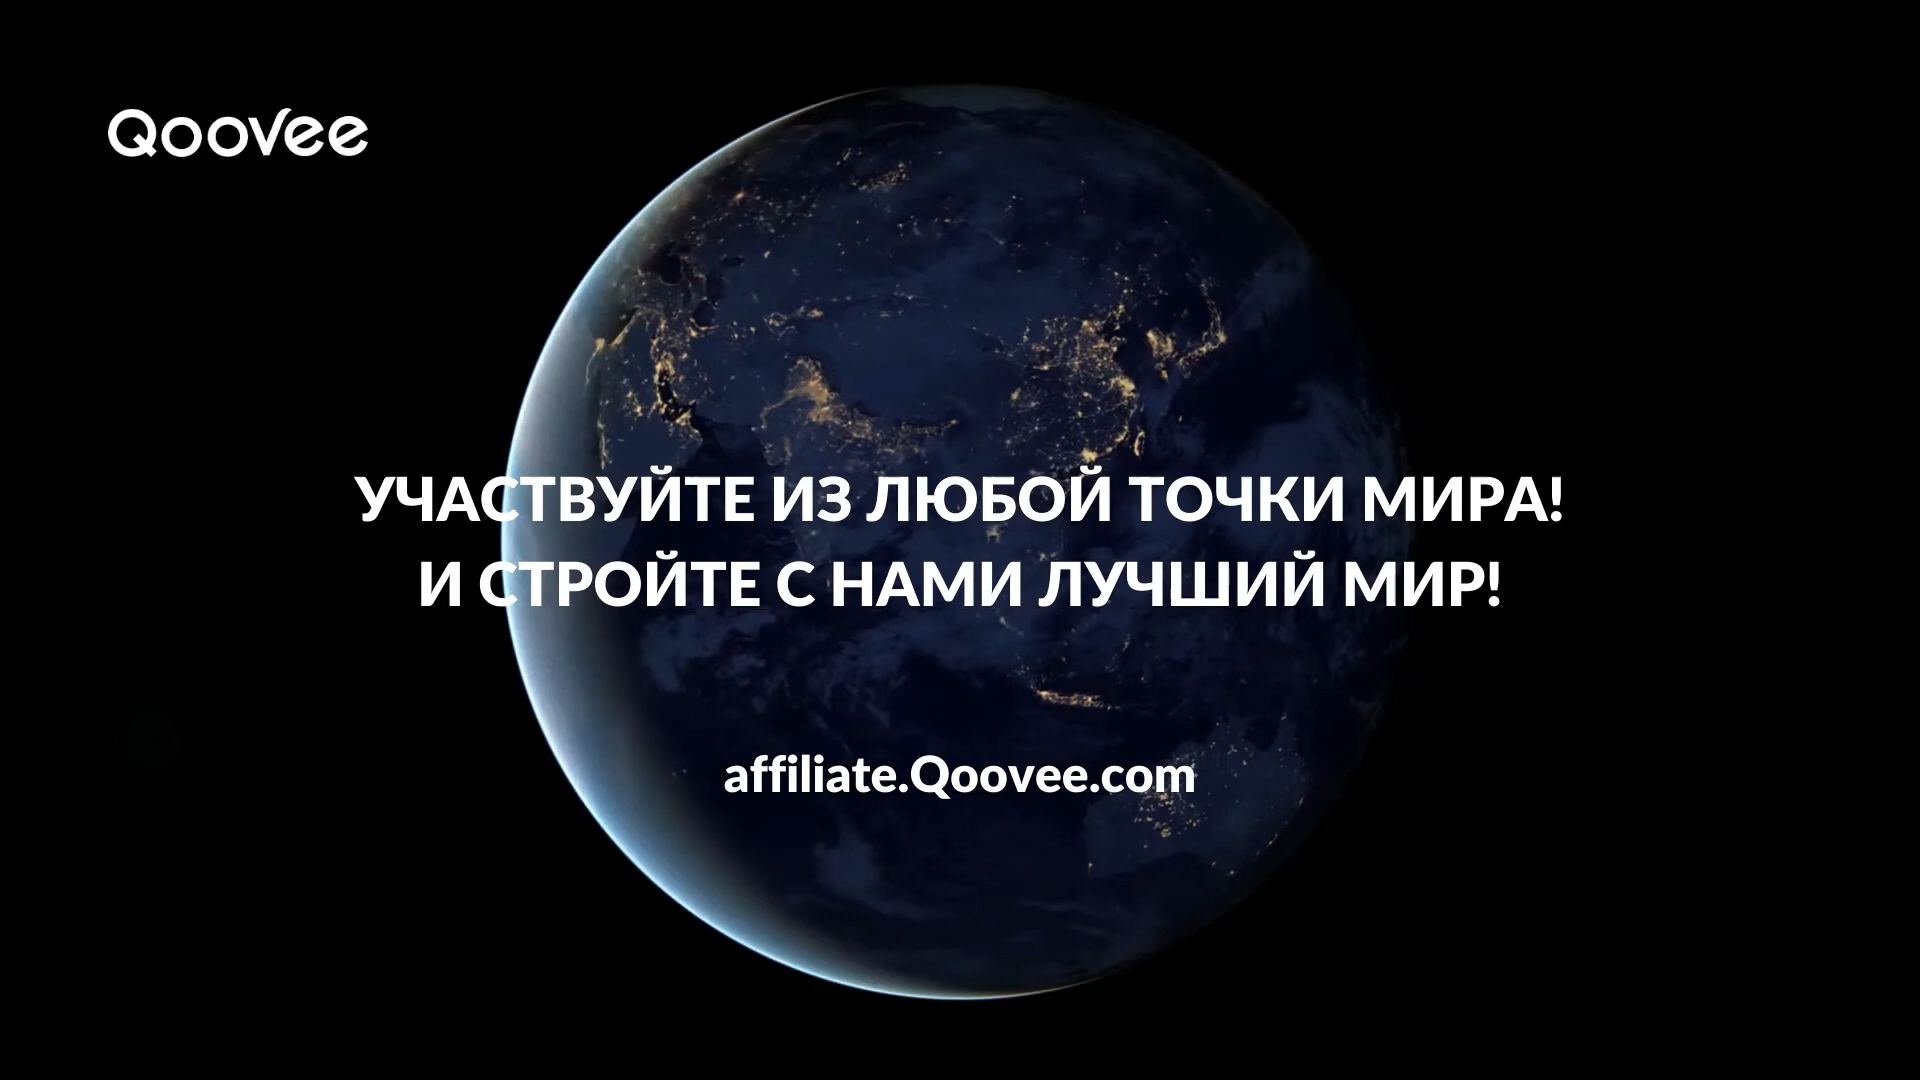 Qoovee
УЧАСТВУЙТЕ ИЗ ЛЮБОЙ ТОЧКИ МИРА!
И СТРОЙТЕ С НАМИ ЛУЧШИЙ МИР!
affiliate.Qoovee.com